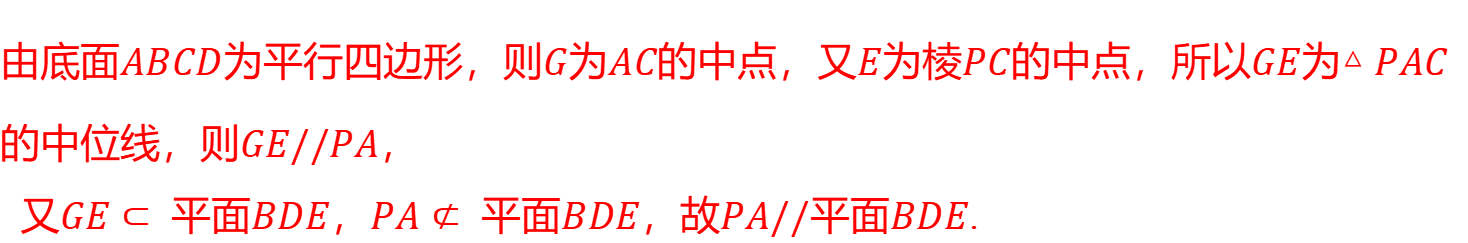 由底面ABCD为平行四边形，则G为AC的中点，又E为棱PC的中点，所以GE为△ PAC
的中位线，则GE//PA，
又GE ⊂ 平面BDE，PA ⊄ 平面BDE，故PA//平面BDE.